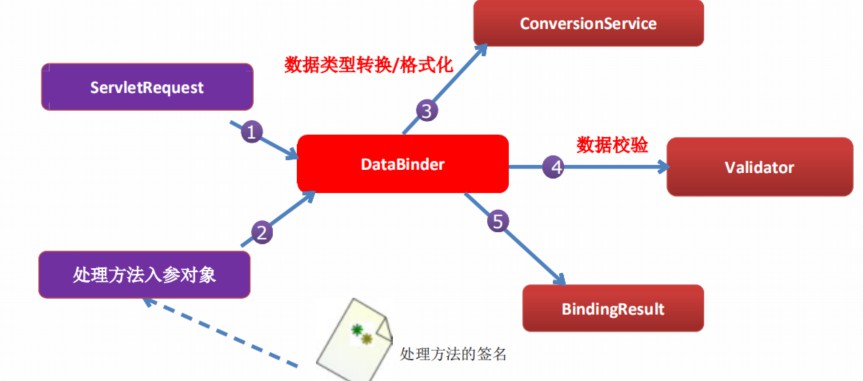 ConversionService
数据类型转换/格式化
ServletRequest
3
1
数据校验
DataBinder
4
Validator
2
5
处理方法入参对象
BindingResult
处理方法的签名